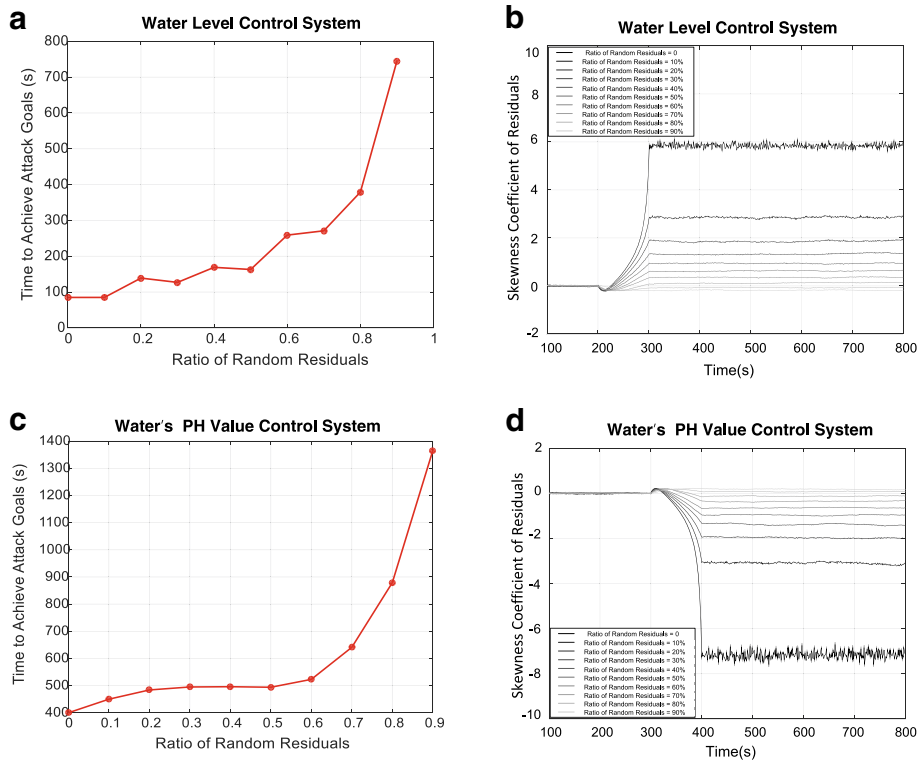 a
Water Level Control System
800
700
600
500
400
300
200
100
0
0
0.2
0.4
0.6
0.8
1
Time to Achieve Attack Goals (s)
Ratio of Random Residuals
b
Water Level Control System
10
8
6
4
2
0
-2
100
200
300
400
500
600
700
800
Skewness Coefficient of Residuals
Time(s)
Ratio of Random Residuals = 0
Ratio of Random Residuals = 10%
Ratio of Random Residuals = 20%
Ratio of Random Residuals = 30%
Ratio of Random Residuals = 40%
Ratio of Random Residuals = 50%
Ratio of Random Residuals = 60%
Ratio of Random Residuals = 70%
Ratio of Random Residuals = 80%
Ratio of Random Residuals = 90%
c
Water's PH Value Control System
1400
1300
1200
1100
1000
900
800
700
600
500
400
0
0.1
0.2
0.3
0.4
0.5
0.6
0.7
0.8
0.9
Time to Achieve Attack Goals (s)
Ratio of Random Residuals
d
Water's PH Value Control System
2
0
-2
-4
-6
-8
-10
100
200
300
400
500
600
700
800
Skewness Coefficient of Residuals
Time(s)
Ratio of Random Residuals = 0
Ratio of Random Residuals = 10%
Ratio of Random Residuals = 20%
Ratio of Random Residuals = 30%
Ratio of Random Residuals = 40%
Ratio of Random Residuals = 50%
Ratio of Random Residuals = 60%
Ratio of Random Residuals = 70%
Ratio of Random Residuals = 80%
Ratio of Random Residuals = 90%